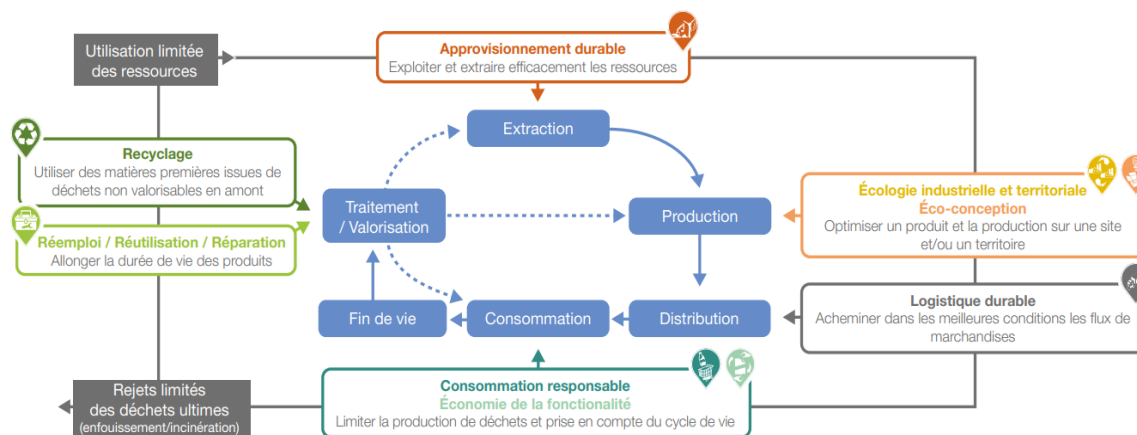 Utilisation limitée
des ressources
Approvisionnement durable
Exploiter et extraire efficacement les ressources
Extraction
Recyclage
Utiliser des matières premières issues de
déchets non valorisables en amont
Réemploi / Réutilisation / Réparation
Allonger la durée de vie des produits
Traitement
/ Valorisation
Production
Écologie industrielle et territoriale
Éco-conception
Optimiser un produit et la production sur une site
et/ou un territoire
Fin de vie
Consommation
Distribution
Logistique durable
Acheminer dans les meilleures conditions les flux de
marchandises
Rejets limités
des déchets ultimes
(enfouissement/incinération)
Consommation responsable
Économie de la fonctionalité
Limiter la production de déchets et prise en compte du cycle de vie